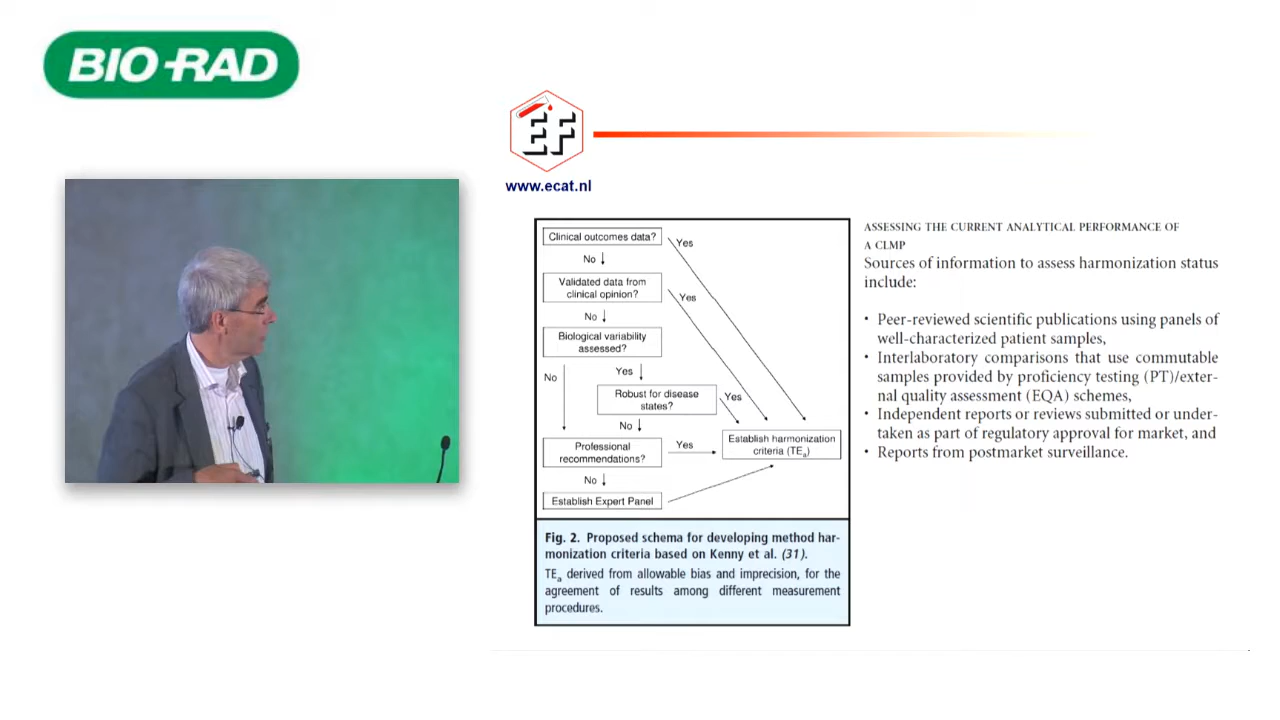 BIO-RAD
EF
www.ecat.nl
Clinical outcomes data?
Yes
No
Validated data from
clinical opinion?
Yes
No
Biological variability
assessed?
No
Yes
Robust for disease
states?
Yes
No
Professional
recommendations?
Yes
Establish harmonization
criteria (TEa)
No
Establish Expert Panel
Fig. 2. Proposed schema for developing method har-
monization criteria based on Kenny et al. (31).
TEa derived from allowable bias and imprecision, for the
agreement of results among different measurement
procedures.
ASSESSING THE CURRENT ANALYTICAL PERFORMANCE OF
A CLMP
Sources of information to assess harmonization status
include:
• Peer-reviewed scientific publications using panels of
well-characterized patient samples,
• Interlaboratory comparisons that use commutable
samples provided by proficiency testing (PT)/exter-
nal quality assessment (EQA) schemes,
• Independent reports or reviews submitted or under-
taken as part of regulatory approval for market, and
• Reports from postmarket surveillance.